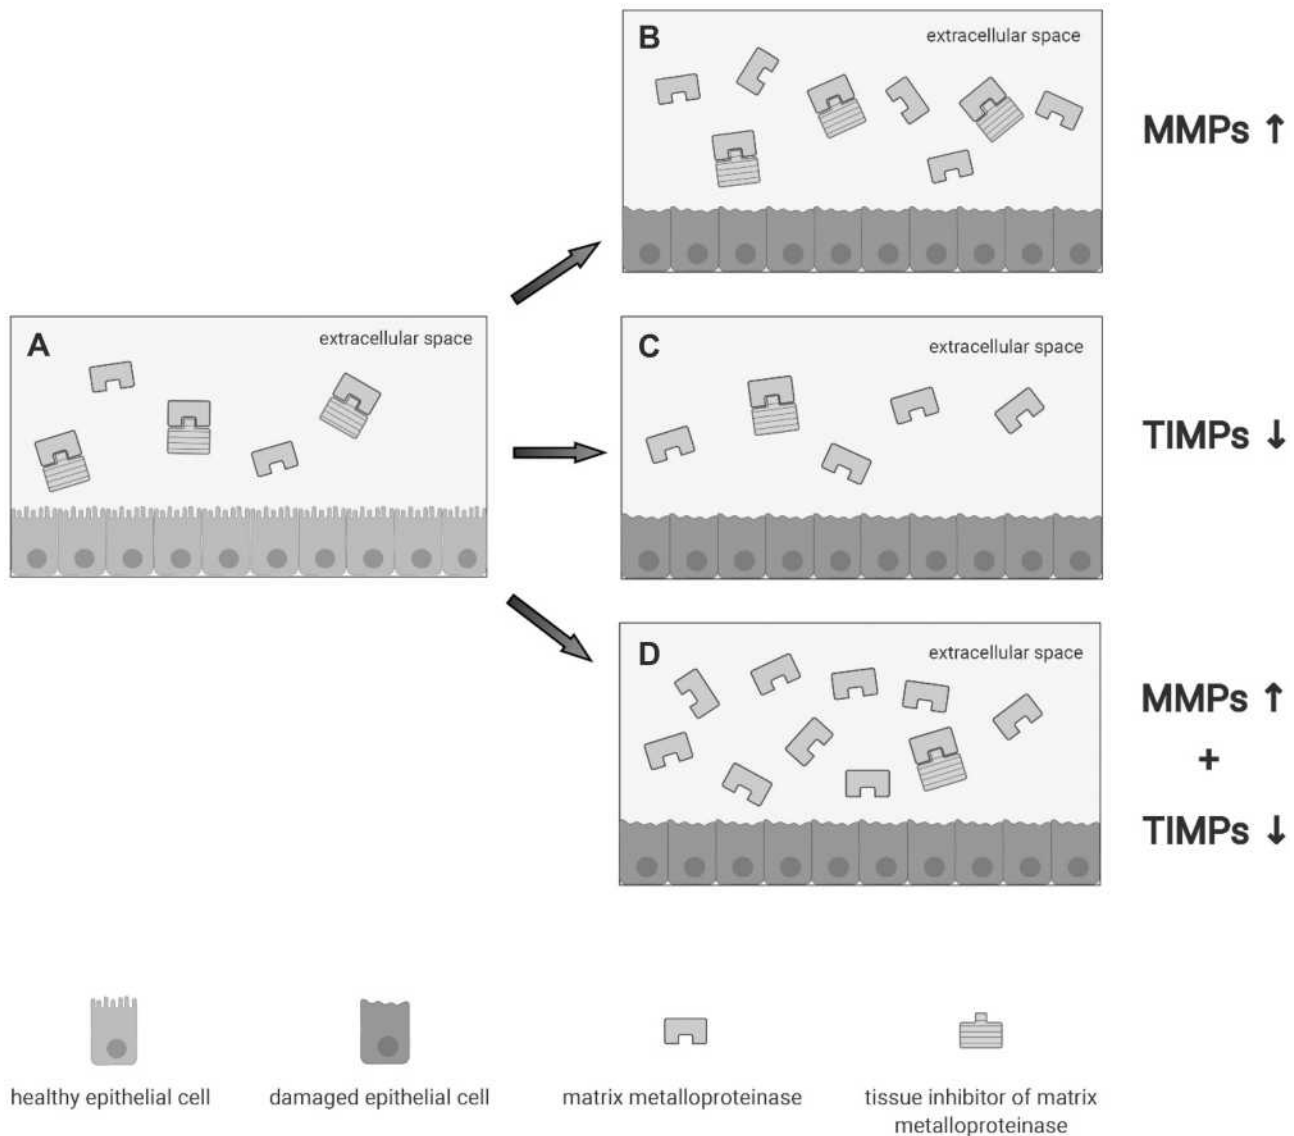 B
extracellular space
MMPs ↑
A
extracellular space
C
extracellular space
TIMPs ↓
D
extracellular space
MMPs ↑
+
TIMPs ↓
healthy epithelial cell
damaged epithelial cell
matrix metalloproteinase
tissue inhibitor of matrix
metalloproteinase